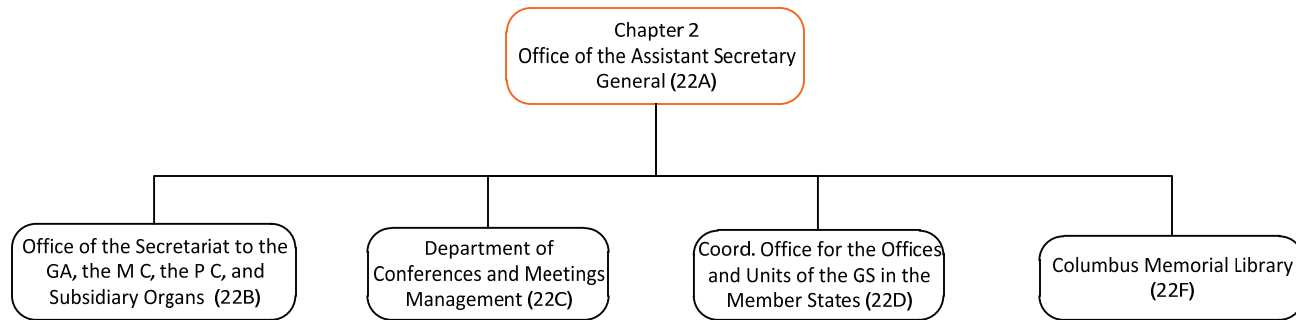 Chapter 2
Office of the Assistant Secretary
General (22A)
Office of the Secretariat to the
GA, the M C, the P C, and
Subsidiary Organs (22B)
Department of
Conferences and Meetings
Management (22C)
Coord. Office for the Offices
and Units of the GS in the
Member States (22D)
Columbus Memorial Library
(22F)